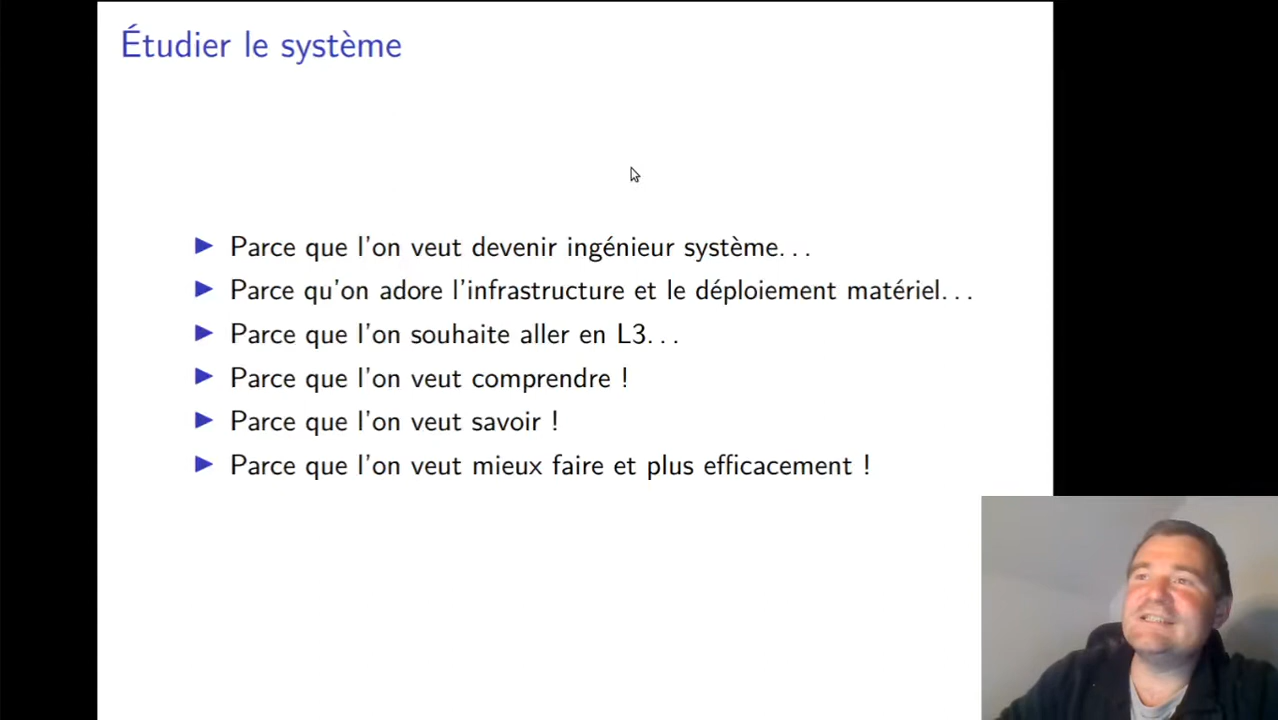 Étudier le système
Parce que l'on veut devenir ingénieur système...
Parce qu'on adore l'infrastructure et le déploiement matériel...
Parce que l'on souhaite aller en L3...
Parce que l'on veut comprendre !
Parce que l'on veut savoir !
Parce que l'on veut mieux faire et plus efficacement !